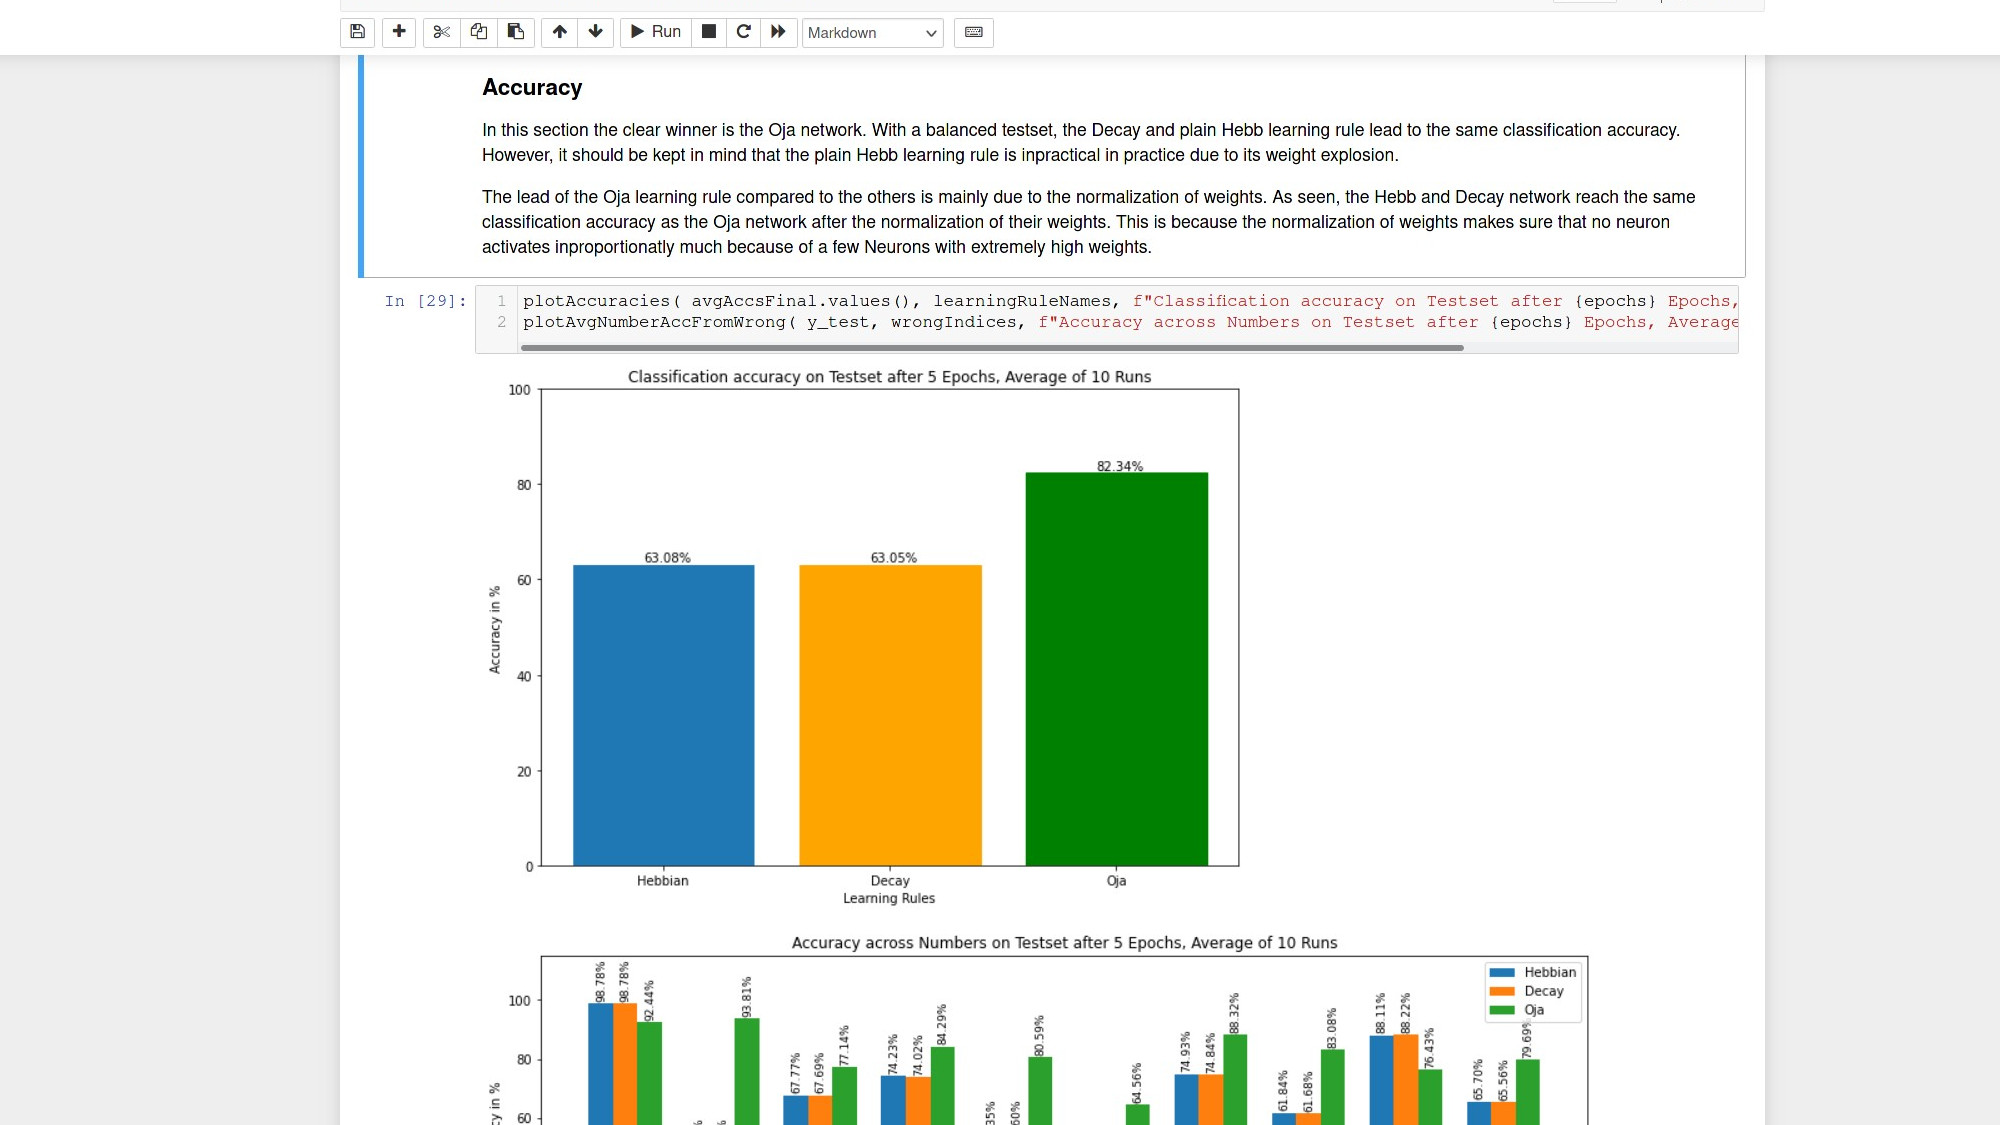 Run
Markdown
Accuracy
In this section the clear winner is the Oja network. With a balanced testset, the Decay and plain Hebb learning rule lead to the same classification accuracy.
However, it should be kept in mind that the plain Hebb learning rule is inpractical in practice due to its weight explosion.
The lead of the Oja learning rule compared to the others is mainly due to the normalization of weights. As seen, the Hebb and Decay network reach the same
classification accuracy as the Oja network after the normalization of their weights. This is because the normalization of weights makes sure that no neuron
activates inproportionatly much because of a few Neurons with extremely high weights.
In [29]:
1 plotAccuracies( avgAccsFinal.values(), learningRuleNames, f"Classification accuracy on Testset after {epochs} Epochs,
2 plotAvgNumberAccFromWrong( y_test, wrongIndices, f"Accuracy across Numbers on Testset after {epochs} Epochs, Average
Classification accuracy on Testset after 5 Epochs, Average of 10 Runs
100
80
60
40
20
0
Accuracy in %
63.08%
63.05%
82.34%
Hebbian
Decay
Oja
Learning Rules
Accuracy across Numbers on Testset after 5 Epochs, Average of 10 Runs
Hebbian
Decay
Oja
100
80
60
cy in %
98.78%
98.78%
92.44%
%
%
93.81%
67.77%
67.69%
77.14%
74.23%
74.02%
84.29%
35%
60%
80.59%
64.56%
74.93%
74.84%
88.32%
61.84%
61.68%
83.08%
88.11%
88.22%
76.43%
65.70%
65.56%
79.69%